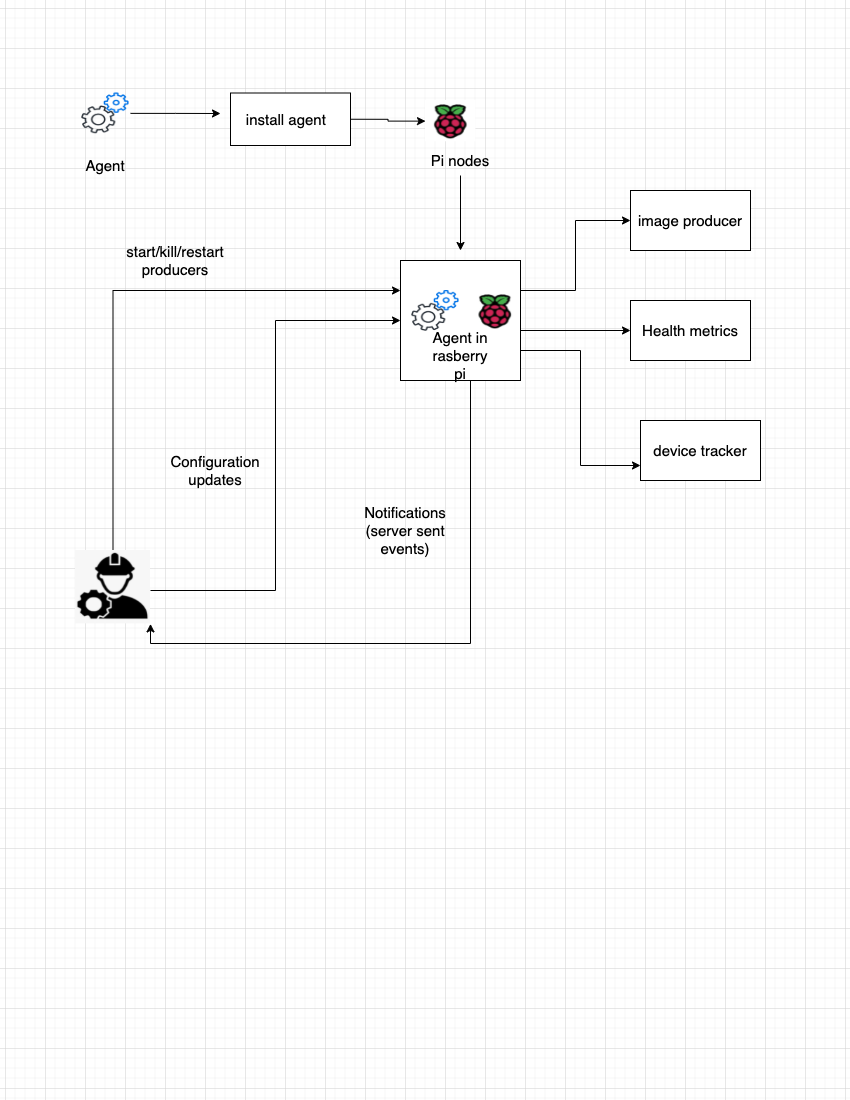 install agent
Agent
Pi nodes
image producer
start/kill/restart
producers
Health metrics
Agent in
rasberry
pi
device tracker
Configuration
updates
Notifications
(server sent
events)